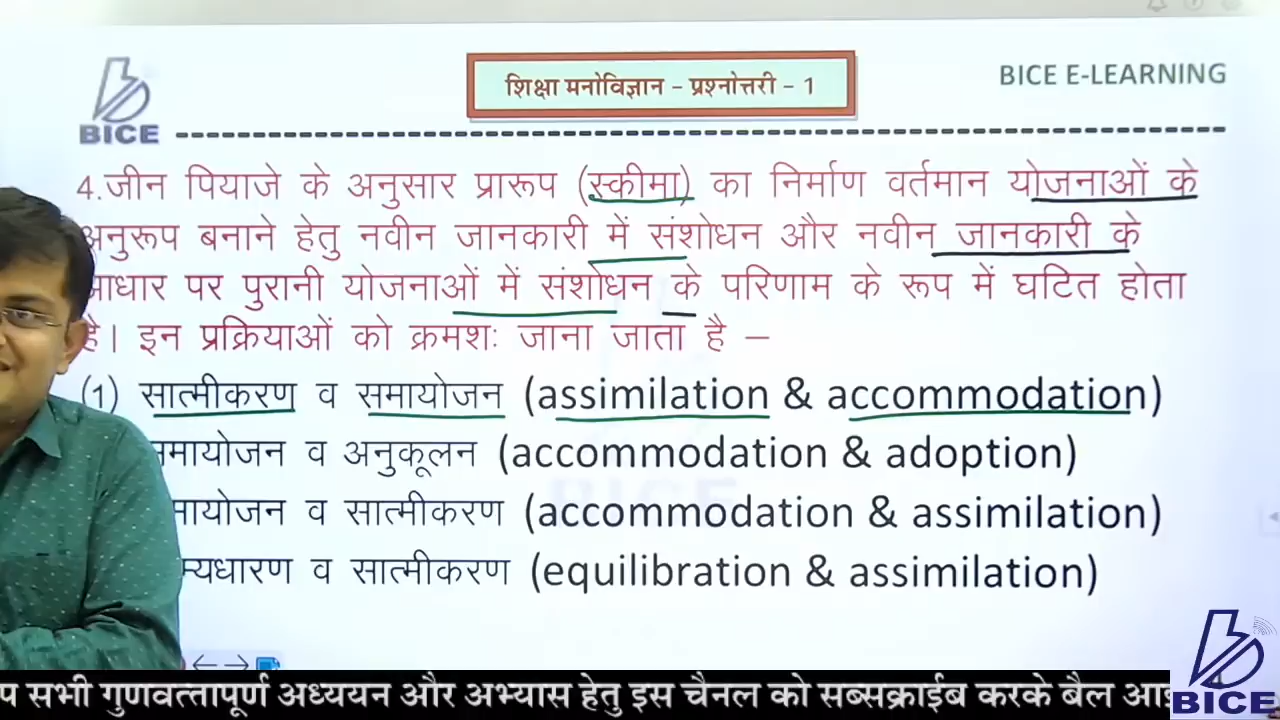 BICE
शिक्षा मनोविज्ञान – प्रश्नोत्तरी – 1
BICE E-LEARNING
4.जीन पियाजे के अनुसार प्रारूप (स्कीमा) का निर्माण वर्तमान योजनाओं के
अनुरूप बनाने हेतु नवीन जानकारी में संशोधन और नवीन जानकारी के
आधार पर पुरानी योजनाओं में संशोधन के परिणाम के रूप में घटित होता
है। इन प्रक्रियाओं को क्रमशः जाना जाता है –
(1) सात्मीकरण व समायोजन (assimilation & accommodation)
व अनुकूलन (accommodation & adoption)
व सात्मीकरण (accommodation & assimilation)
व सात्मीकरण (equilibration & assimilation)
सभी गुणवत्तापूर्ण अध्ययन और अभ्यास हेतु इस चैनल को सब्सक्राईब करके बैल
BICE